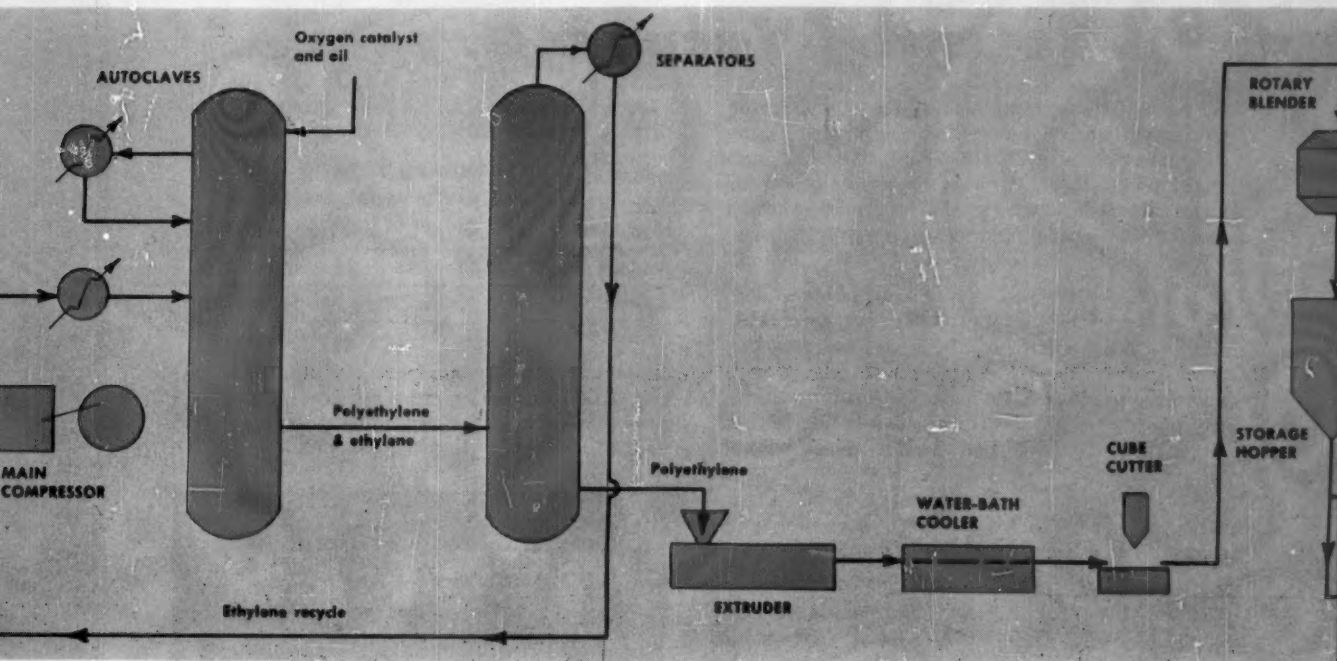 Oxygen catalyst
and oil
AUTOCLAVES
SEPARATORS
ROTARY
BLENDER
MAIN
COMPRESSOR
Polyethylene
& ethylene
Polyethylene
EXTRUDER
WATER-BATH
COOLER
CUBE
CUTTER
STORAGE
HOPPER
Ethylene recycle